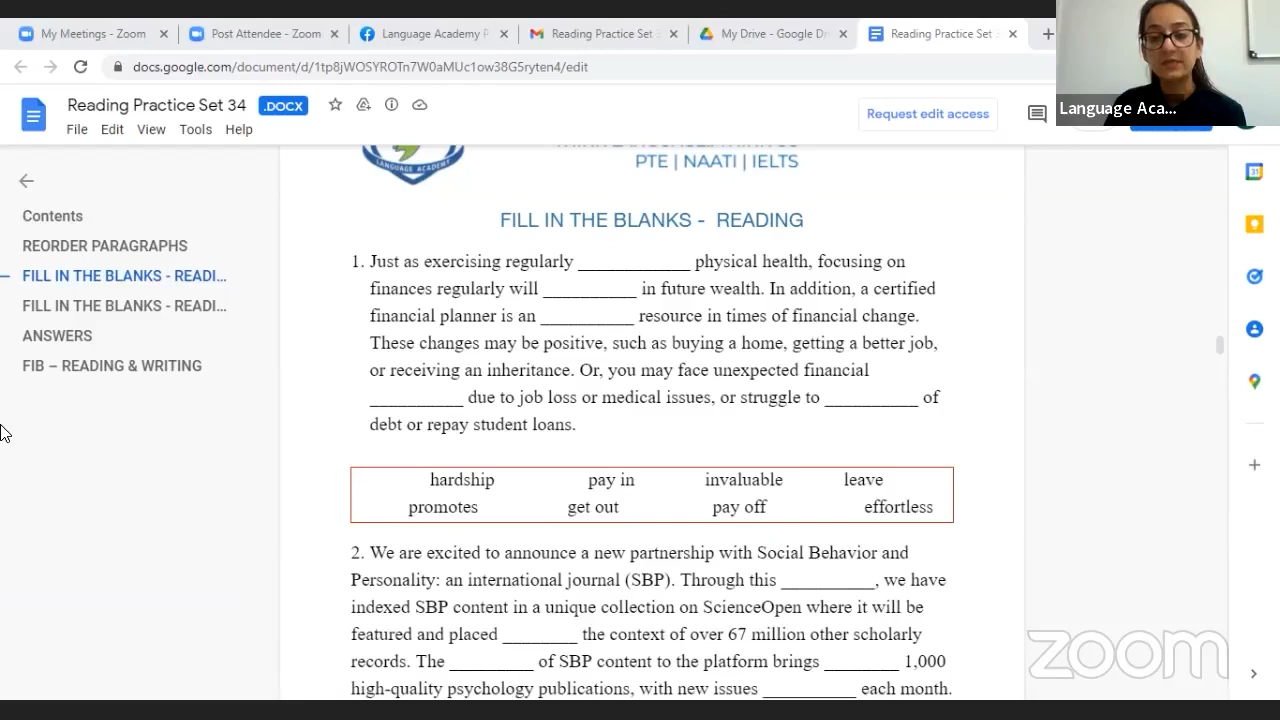 My Meetings - Zoom
Post Attendee - Zoom
Language Academy P
Reading Practice Set 3
My Drive - Google Dr
Reading Practice Set 3
docs.google.com/document/d/1tp8jWOSYROTn7W0aMUc1ow38G5ryten4/edit
Reading Practice Set 34
.DOCX
Request edit access
Language Aca...
File Edit View Tools Help
LANGUAGE ACADEMY
PTE | NAATI | IELTS
Contents
REORDER PARAGRAPHS
FILL IN THE BLANKS - READI...
FILL IN THE BLANKS - READI...
ANSWERS
FIB – READING & WRITING
FILL IN THE BLANKS - READING
1. Just as exercising regularly ____________ physical health, focusing on
finances regularly will __________ in future wealth. In addition, a certified
financial planner is an __________ resource in times of financial change.
These changes may be positive, such as buying a home, getting a better job,
or receiving an inheritance. Or, you may face unexpected financial
__________ due to job loss or medical issues, or struggle to __________ of
debt or repay student loans.
hardship pay in invaluable leave
promotes get out pay off effortless
2. We are excited to announce a new partnership with Social Behavior and
Personality: an international journal (SBP). Through this __________, we have
indexed SBP content in a unique collection on ScienceOpen where it will be
featured and placed ________ the context of over 67 million other scholarly
records. The _________ of SBP content to the platform brings ________ 1,000
high-quality psychology publications, with new issues __________ each month.
31
zoom